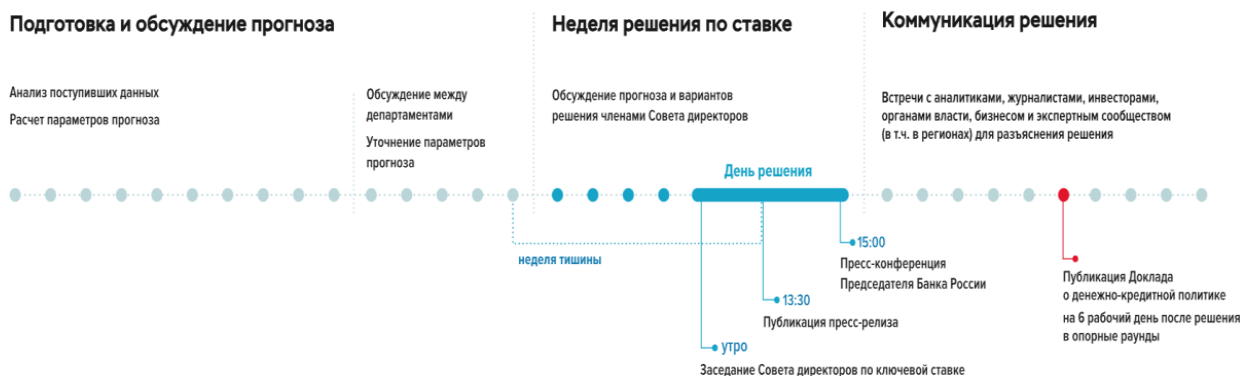 Подготовка и обсуждение прогноза
Анализ поступивших данных
Расчет параметров прогноза
Обсуждение между
департаментами
Уточнение параметров
прогноза
Неделя решения по ставке
Обсуждение прогноза и вариантов
решения членами Совета директоров
День решения
неделя тишины
15:00
Пресс-конференция
Председателя Банка России
13:30
Публикация пресс-релиза
утро
Заседание Совета директоров по ключевой ставке
Коммуникация решения
Встречи с аналитиками, журналистами, инвесторами,
органами власти, бизнесом и экспертным сообществом
(в т.ч. в регионах) для разъяснения решения
Публикация Доклада
о денежно-кредитной политике
на 6 рабочий день после решения
в опорные раунды